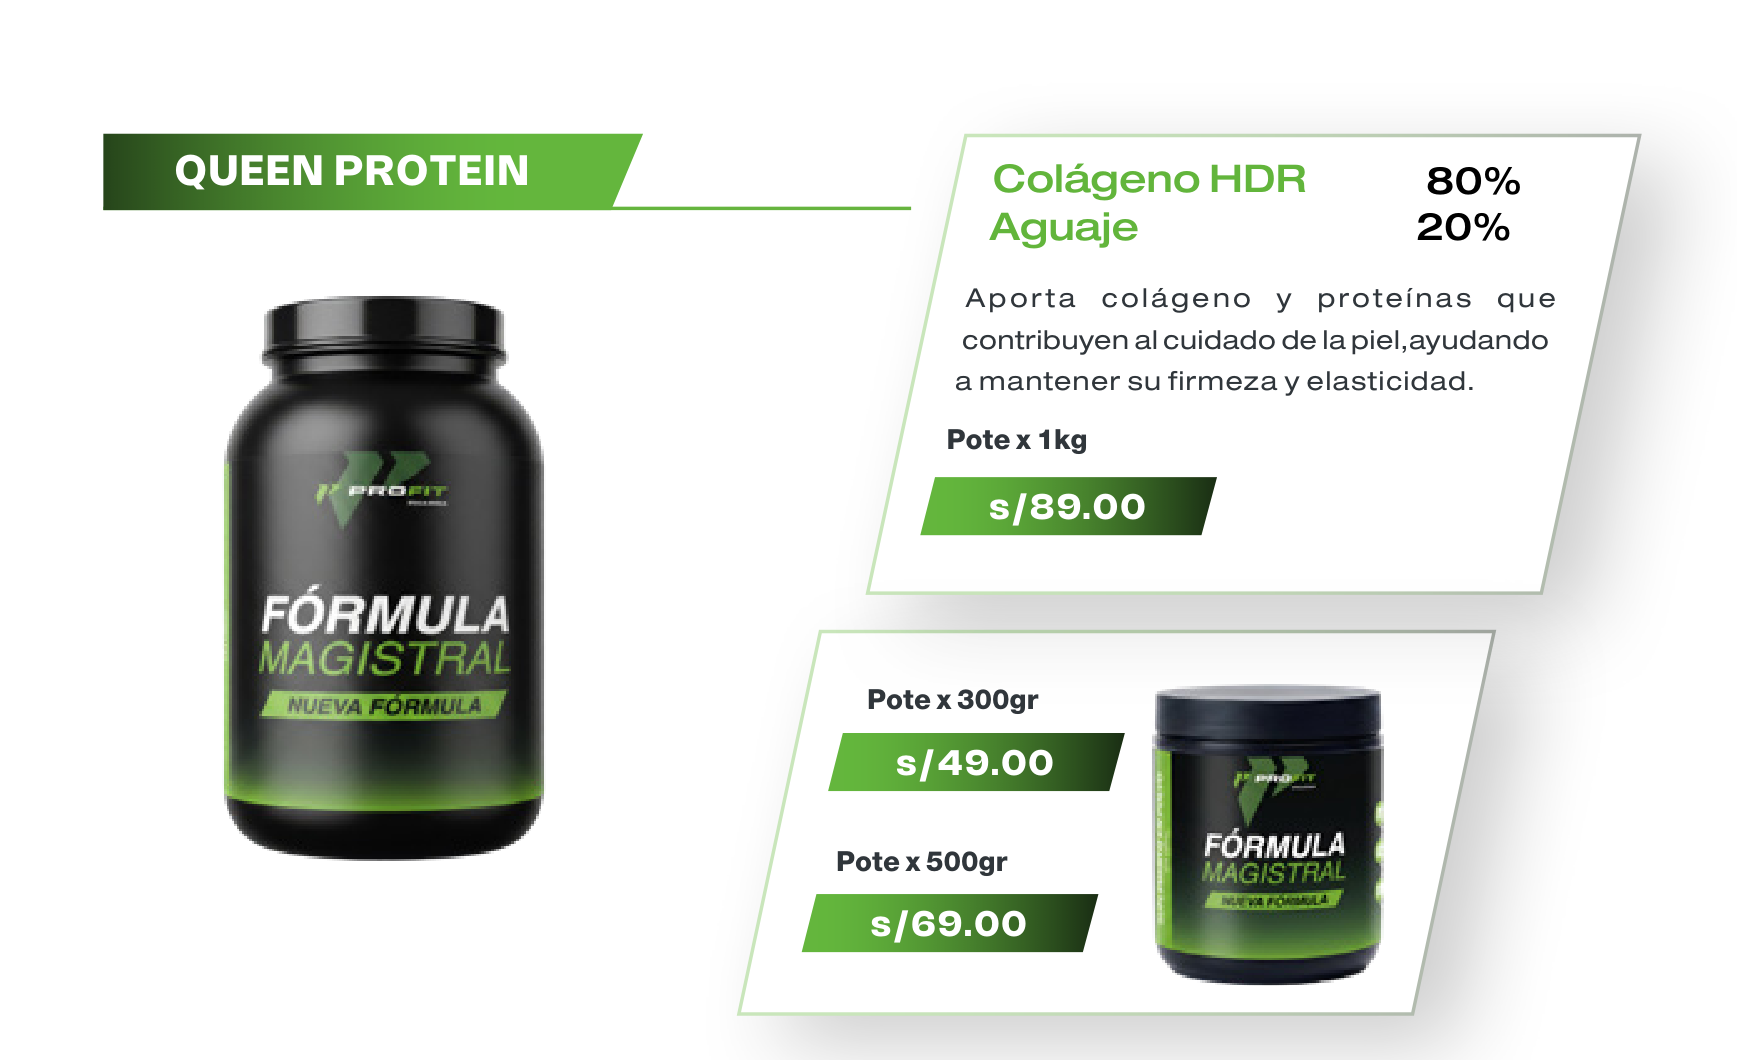 QUEEN PROTEIN
Colágeno HDR 80%
Aguaje 20%
Aporta colágeno y proteínas que
contribuyen al cuidado de la piel,ayudando
a mantener su firmeza y elasticidad.
Pote x 1kg
s/89.00
PROFIT
FÓRMULA
MAGISTRAL
NUEVA FÓRMULA
Pote x 300gr
s/49.00
Pote x 500gr
s/69.00
PROFIT
FÓRMULA
MAGISTRAL
NUEVA FÓRMULA